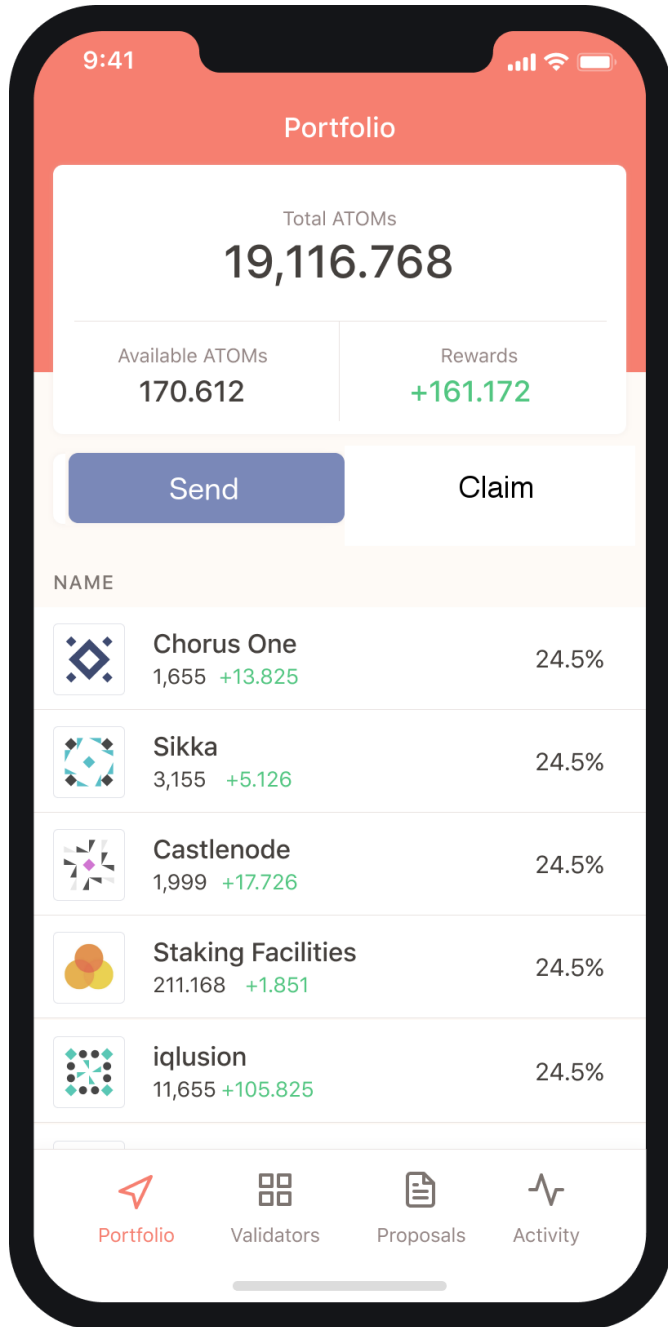 9:41
Portfolio
Total ATOMs
19,116.768
Available ATOMs Rewards
170.612 +161.172
Send Claim
NAME
Chorus One
1,655 +13.825 24.5%
Sikka
3,155 +5.126 24.5%
Castlenode
1,999 +17.726 24.5%
Staking Facilities
211.168 +1.851 24.5%
iqlusion
11,655 +105.825 24.5%
Portfolio Validators Proposals Activity